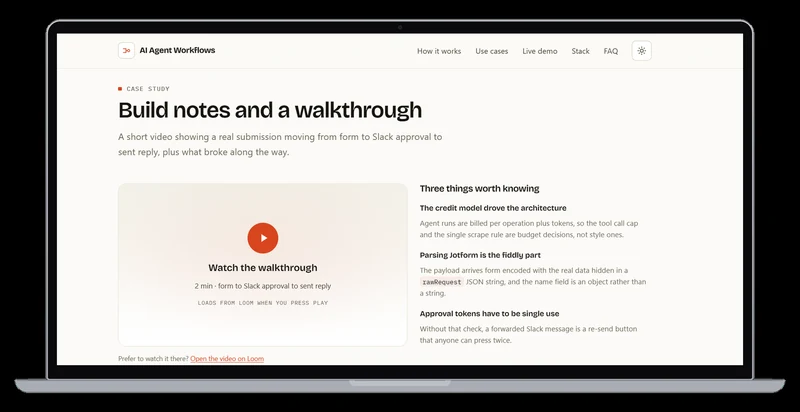 AI Agent Workflows
How it works Use cases Live demo Stack FAQ
CASE STUDY
Build notes and a walkthrough
A short video showing a real submission moving from form to Slack approval to
sent reply, plus what broke along the way.
Watch the walkthrough
2 min · form to Slack approval to sent reply
LOADS FROM LOOM WHEN YOU PRESS PLAY
Prefer to watch it there? Open the video on Loom
Three things worth knowing
The credit model drove the architecture
Agent runs are billed per operation plus tokens, so the tool call cap
and the single scrape rule are budget decisions, not style ones.
Parsing Jotform is the fiddly part
The payload arrives form encoded with the real data hidden in a
rawRequest JSON string, and the name field is an object rather than
a string.
Approval tokens have to be single use
Without that check, a forwarded Slack message is a re-send button
that anyone can press twice.